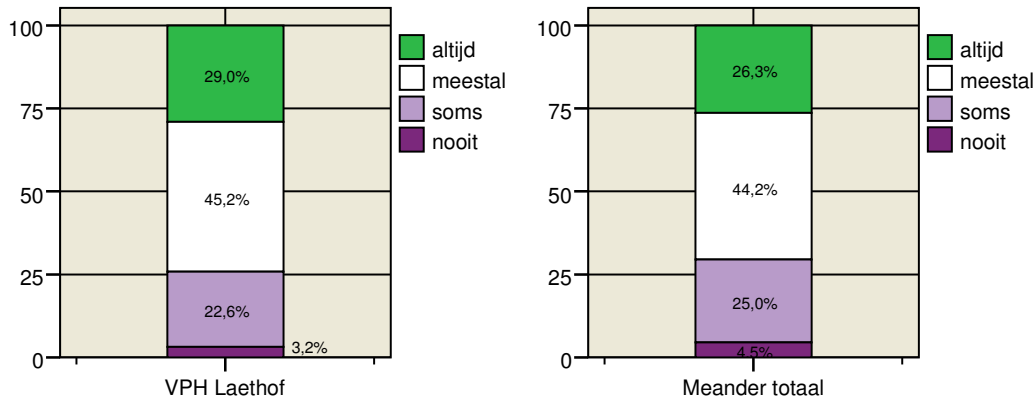 100
75
50
25
0
29,0%
45,2%
22,6%
3,2%
VPH Laethof
altijd
meestal
soms
nooit
100
75
50
25
0
26,3%
44,2%
25,0%
4,5%
Meander totaal
altijd
meestal
soms
nooit